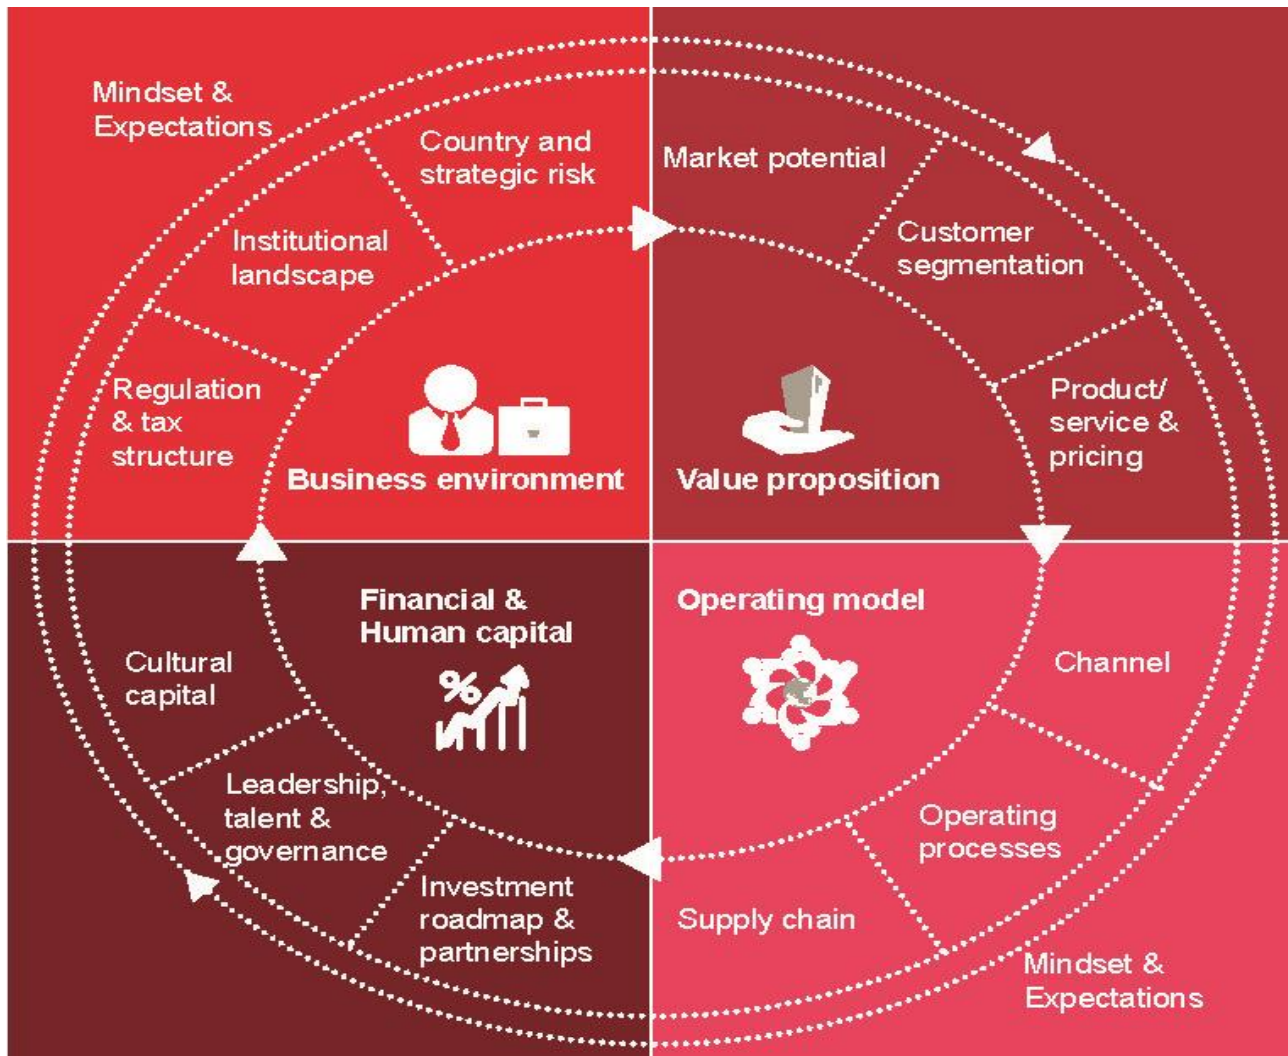 Mindset &
Expectations
Country and
strategic risk
Institutional
landscape
Regulation
& tax
structure
Business environment
Market potential
Customer
segmentation
Product/
service &
pricing
Value proposition
Financial &
Human capital
%
Cultural
capital
Leadership,
talent &
governance
Investment
roadmap &
partnerships
Operating model
Channel
Operating
processes
Supply chain
Mindset &
Expectations